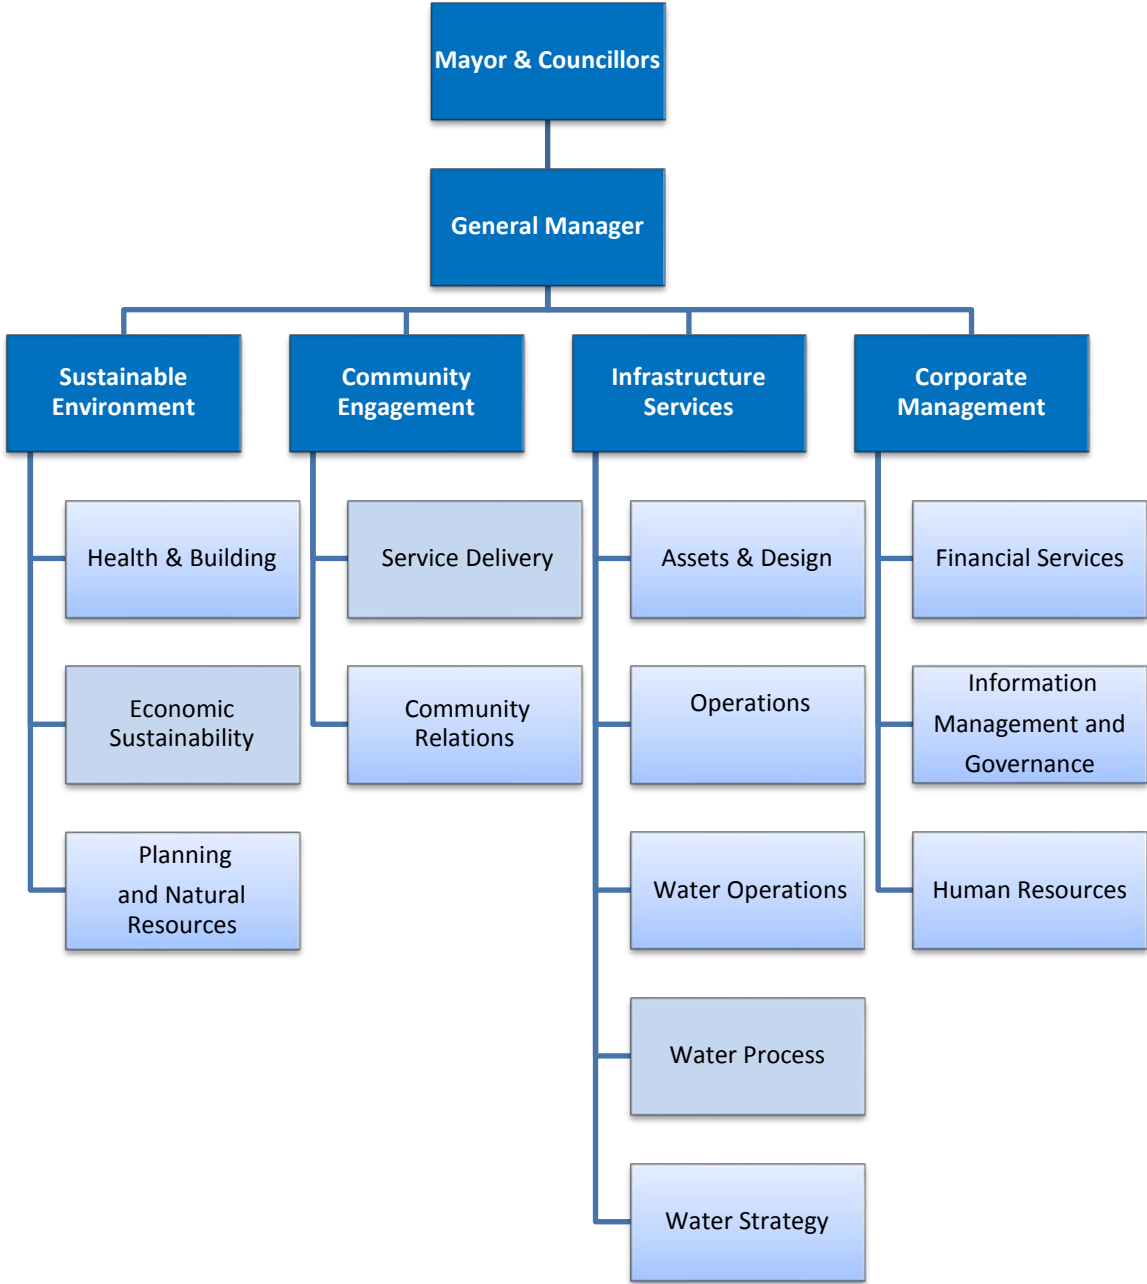 Mayor & Councillors
General Manager
Sustainable
Environment
Community
Engagement
Infrastructure
Services
Corporate
Management
Health & Building
Service Delivery
Assets & Design
Financial Services
Economic
Sustainability
Community
Relations
Operations
Information
Management and
Governance
Planning
and Natural
Resources
Water Operations
Human Resources
Water Process
Water Strategy